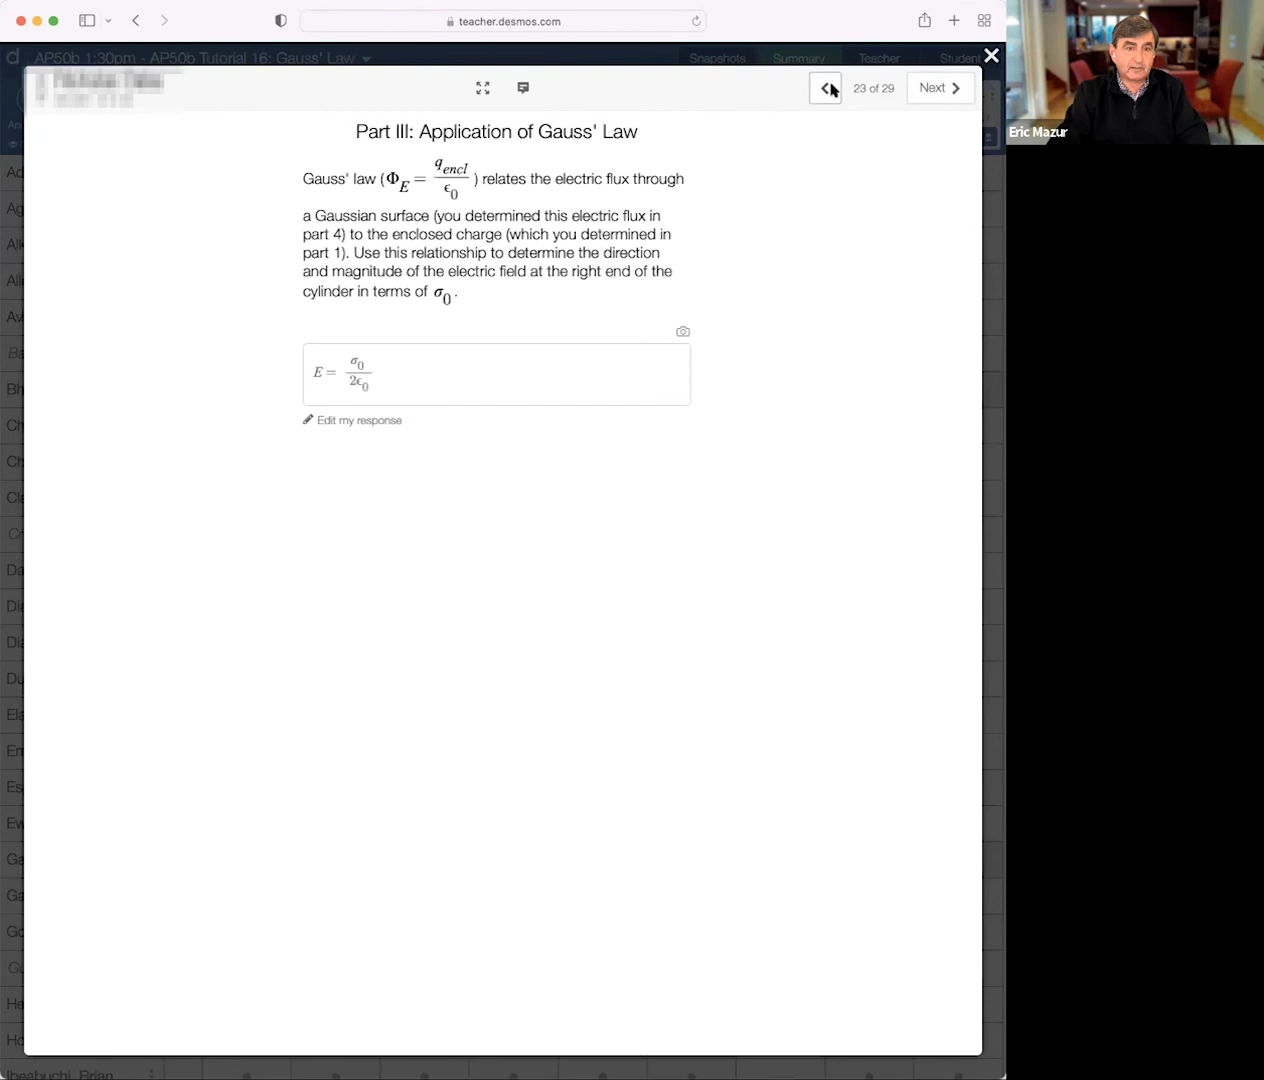 teacher.desmos.com
AP50b 1:30pm - AP50b Tutorial 16: Gauss' Law
Snapshots Summary Teacher Student
23 of 29
Next
Eric Mazur
Part III: Application of Gauss' Law
Gauss' law (Φ_E = q_encl / ϵ_0) relates the electric flux through
a Gaussian surface (you determined this electric flux in
part 4) to the enclosed charge (which you determined in
part 1). Use this relationship to determine the direction
and magnitude of the electric field at the right end of the
cylinder in terms of σ_0.
E = σ_0 / 2ϵ_0
Edit my response
Ibeabuchi, Brian